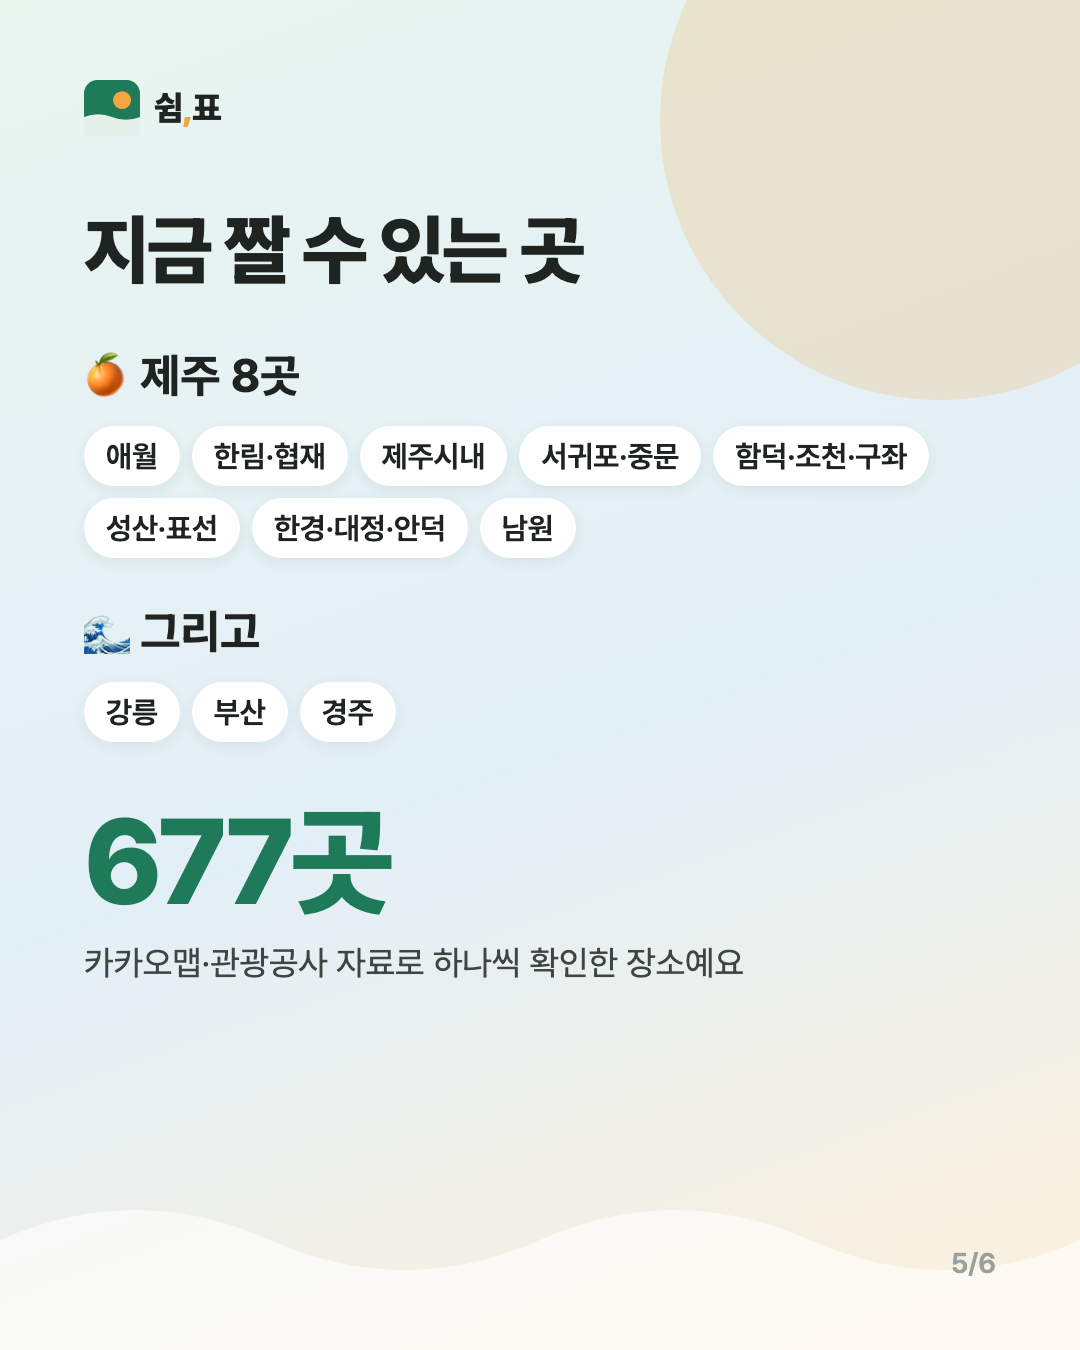 쉼,표
지금 짤 수 있는 곳
🍊 제주 8곳
애월 한림·협재 제주시내 서귀포·중문 함덕·조천·구좌
성산·표선 한경·대정·안덕 남원
🌊 그리고
강릉 부산 경주
677곳
카카오맵·관광공사 자료로 하나씩 확인한 장소예요
5/6